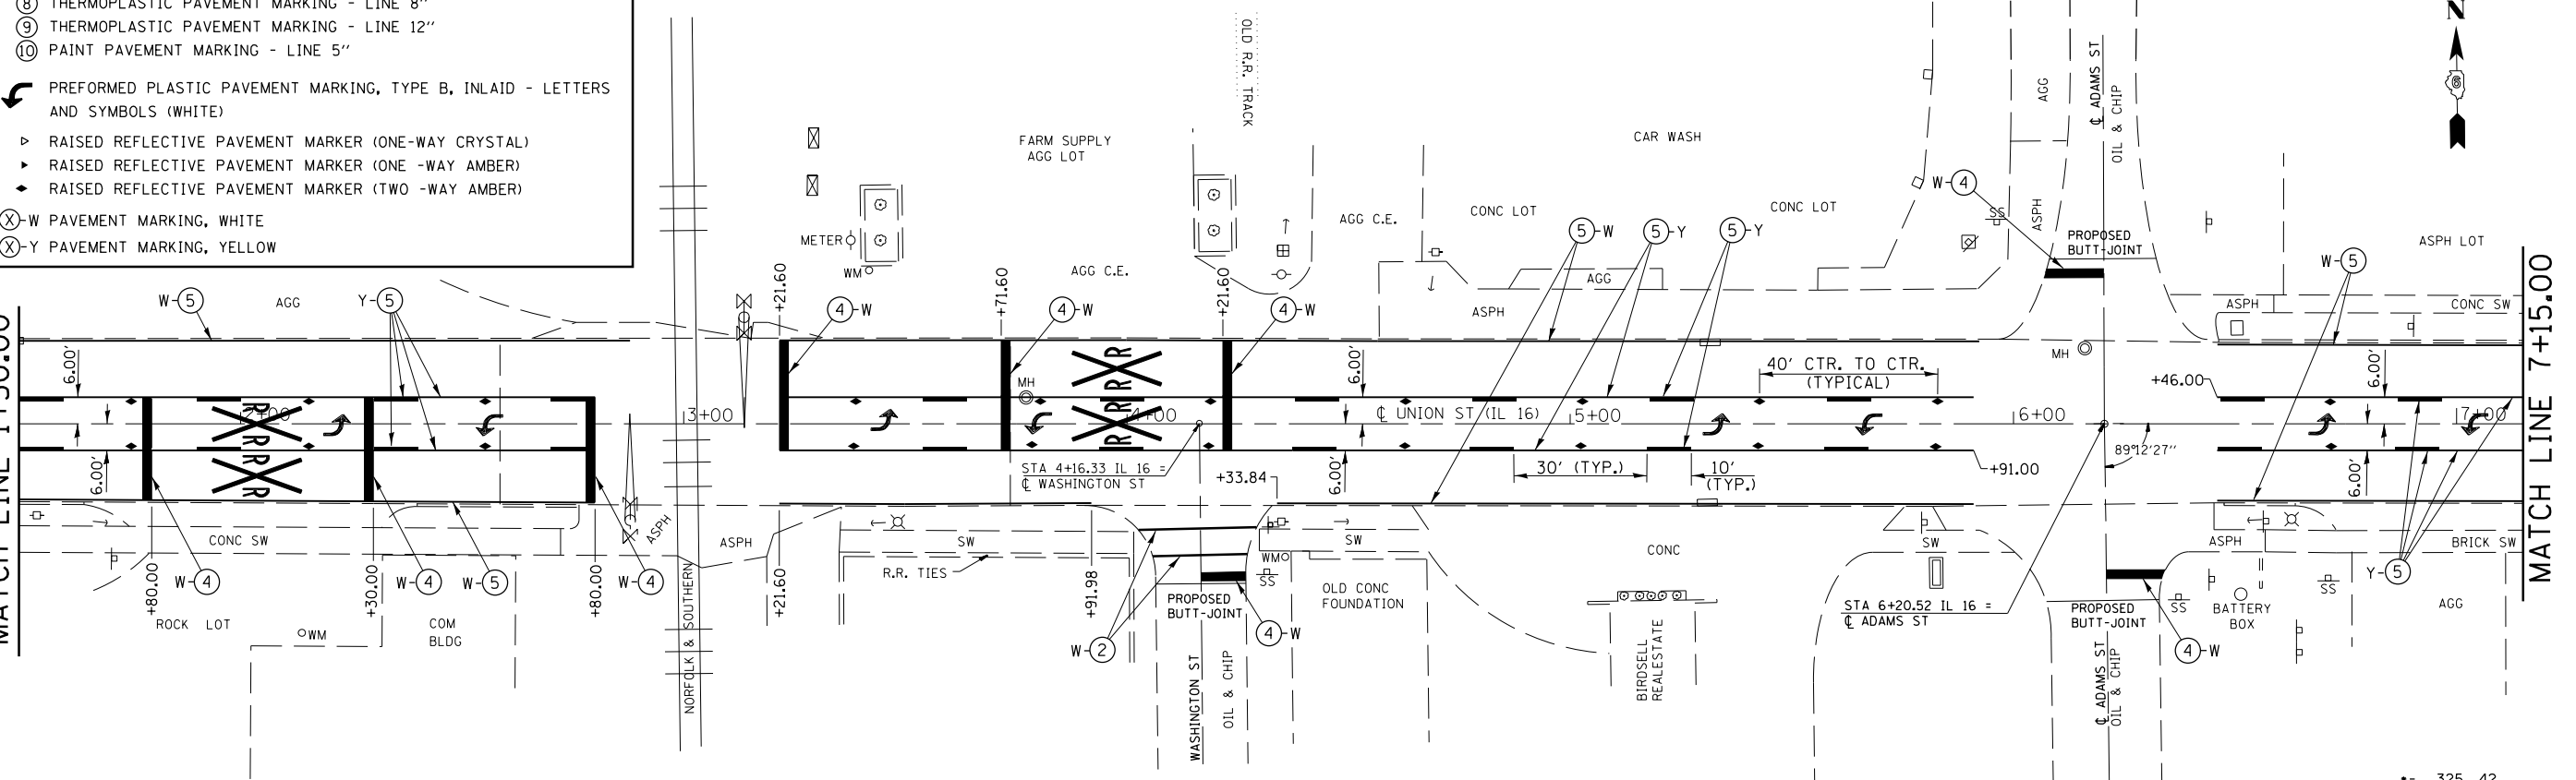 ⑧ THERMOPLASTIC PAVEMENT MARKING - LINE 8"
⑨ THERMOPLASTIC PAVEMENT MARKING - LINE 12"
⑩ PAINT PAVEMENT MARKING - LINE 5"
PREFORMED PLASTIC PAVEMENT MARKING, TYPE B, INLAID - LETTERS
AND SYMBOLS (WHITE)
RAISED REFLECTIVE PAVEMENT MARKER (ONE-WAY CRYSTAL)
RAISED REFLECTIVE PAVEMENT MARKER (ONE -WAY AMBER)
RAISED REFLECTIVE PAVEMENT MARKER (TWO -WAY AMBER)
Ⓧ-W PAVEMENT MARKING, WHITE
Ⓧ-Y PAVEMENT MARKING, YELLOW
N
OLD R.R. TRACK
FARM SUPPLY
AGG LOT
CAR WASH
AGG
℄ ADAMS ST
OIL & CHIP
W-④
METER
WM
AGG C.E.
AGG C.E.
CONC LOT
⑤-W
⑤-Y
⑤-Y
CONC LOT
SS
ASPH
PROPOSED
BUTT-JOINT
ASPH LOT
W-⑤
AGG
Y-⑤
+21.60
④-W
+71.60
④-W
+21.60
④-W
ASPH
AGG
W-⑤
ASPH
CONC SW
MATCH LINE 7+15.00
6.00'
6.00'
2+00
R R
R R
3+00
MH
R R
R R
4+00
6.00'
6.00'
℄ UNION ST (IL 16)
5+00
40' CTR. TO CTR.
(TYPICAL)
6+00
MH
+46.00
6.00'
6.00'
7+00
89°12'27"
STA 4+16.33 IL 16 =
℄ WASHINGTON ST
+33.84
30' (TYP.)
10'
(TYP.)
+91.00
CONC SW
ASPH
ASPH
SW
R.R. TIES
WM
SS
SW
CONC
SW
ASPH
BRICK SW
+80.00
W-④
+30.00
W-④
W-⑤
+80.00
W-④
+21.60
+91.98
PROPOSED
BUTT-JOINT
OLD CONC
FOUNDATION
STA 6+20.52 IL 16 =
℄ ADAMS ST
PROPOSED
BUTT-JOINT
SS
BATTERY
BOX
SS
Y-⑤
AGG
ROCK LOT
WM
COM
BLDG
NORFOLK & SOUTHERN
W-②
④-W
WASHINGTON ST
OIL & CHIP
BIRDSELL
REALESTATE
℄ ADAMS ST
OIL & CHIP
④-W